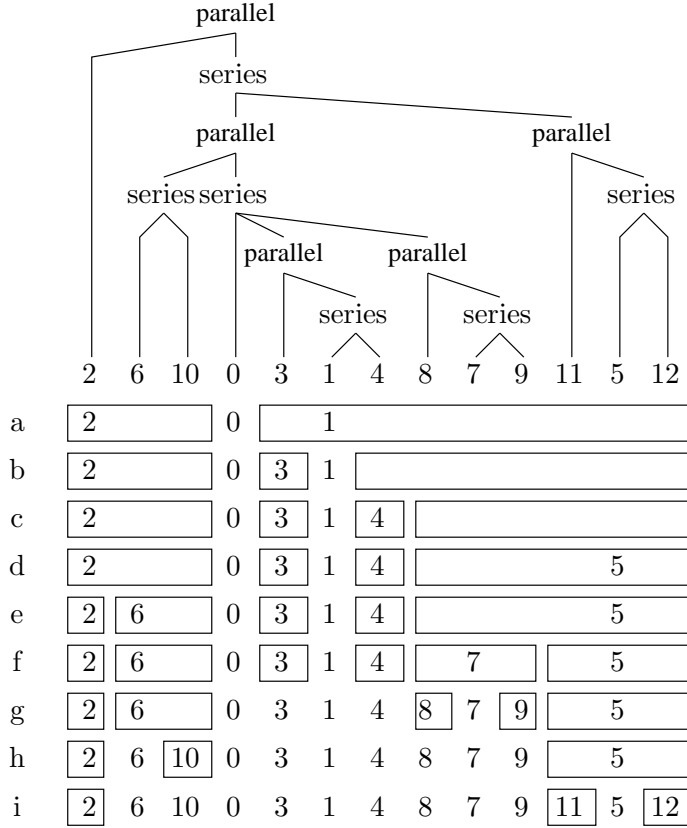 parallel
series
parallel parallel
series series series
parallel parallel
series series
2 6 10 0 3 1 4 8 7 9 11 5 12
a 2 0 1
b 2 0 3 1
c 2 0 3 1 4
d 2 0 3 1 4 5
e 2 6 0 3 1 4 5
f 2 6 0 3 1 4 7 5
g 2 6 0 3 1 4 8 7 9 5
h 2 6 10 0 3 1 4 8 7 9 5
i 2 6 10 0 3 1 4 8 7 9 11 5 12